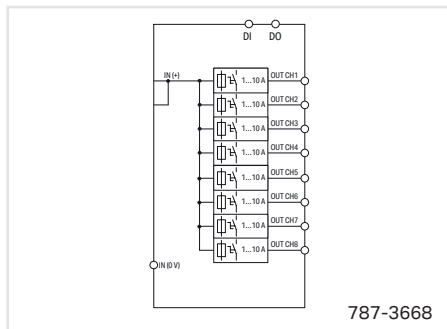 DI DO
IN (+)
1...10 A OUT CH1
1...10 A OUT CH2
1...10 A OUT CH3
1...10 A OUT CH4
1...10 A OUT CH5
1...10 A OUT CH6
1...10 A OUT CH7
1...10 A OUT CH8
IN (0 V)
787-3668